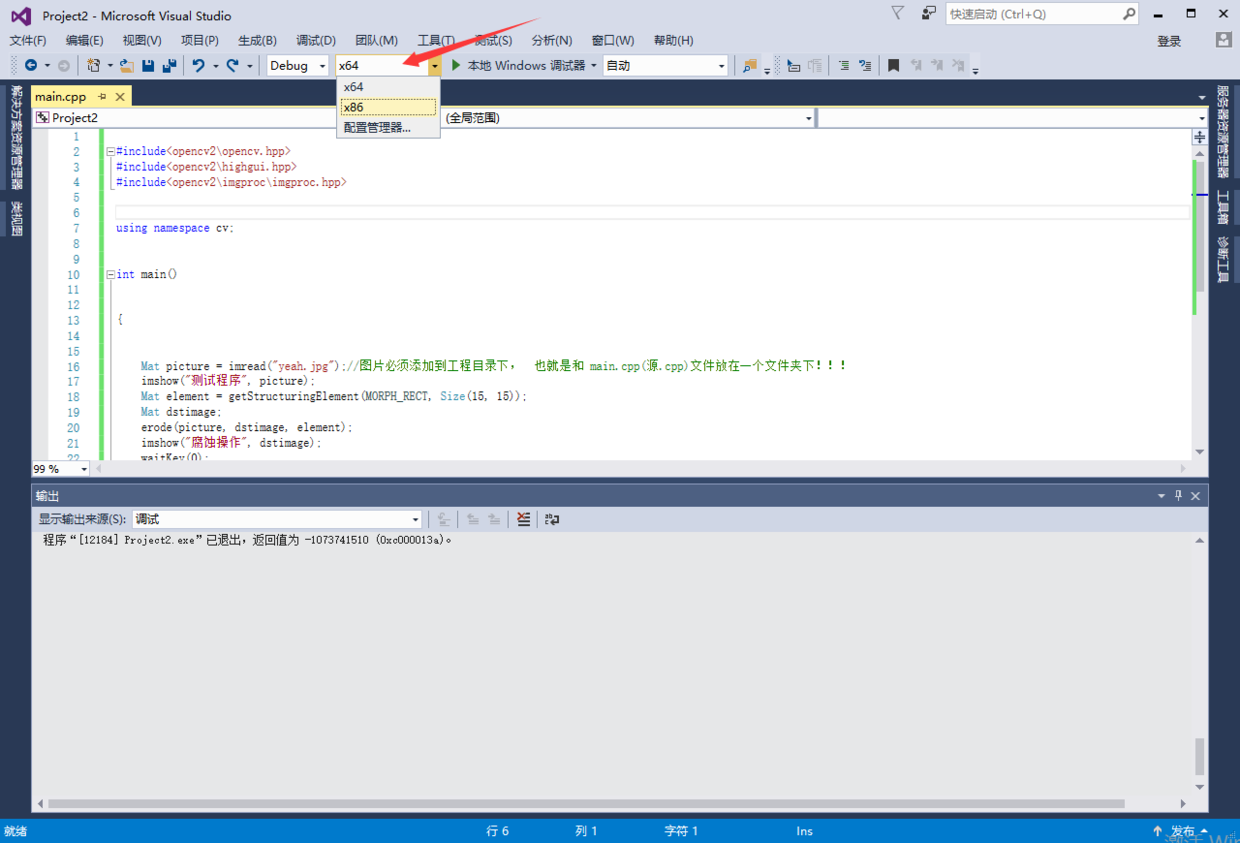 Project2 - Microsoft Visual Studio
快速启动 (Ctrl+Q)
文件(F) 编辑(E) 视图(V) 项目(P) 生成(B) 调试(D) 团队(M) 工具(T) 测试(S) 分析(N) 窗口(W) 帮助(H) 登录
Debug x64 本地 Windows 调试器 自动
x64
x86
配置管理器...
解决方案资源管理器
类视图
服务器资源管理器
工具箱
诊断工具
main.cpp
Project2 (全局范围)
1
2 #include<opencv2\opencv.hpp>
3 #include<opencv2\highgui.hpp>
4 #include<opencv2\imgproc\imgproc.hpp>
5
6
7 using namespace cv;
8
9
10 int main()
11
12
13 {
14
15
16 Mat picture = imread("yeah.jpg");//图片必须添加到工程目录下， 也就是和 main.cpp(源.cpp)文件放在一个文件夹下！！！
17 imshow("测试程序", picture);
18 Mat element = getStructuringElement(MORPH_RECT, Size(15, 15));
19 Mat dstimage;
20 erode(picture, dstimage, element);
21 imshow("腐蚀操作", dstimage);
22 waitKey(0);
99 %
输出
显示输出来源(S): 调试
程序“[12184] Project2.exe”已退出，返回值为 -1073741510 (0xc000013a)。
就绪 行 6 列 1 字符 1 Ins 发布